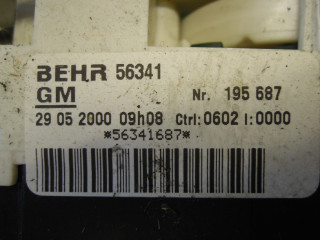 BEHR 56341
GM Nr. 195 687
29 05 2000 09h08 Ctrl:0602 I:0000
*56341687*